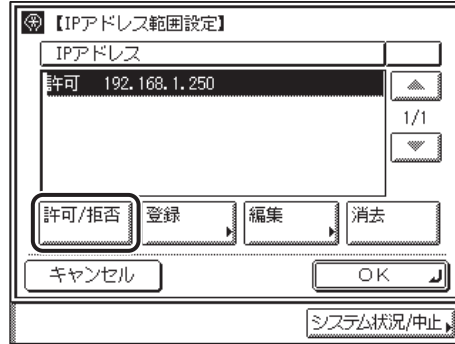 【IPアドレス範囲設定】
IPアドレス
許可 192.168.1.250
1/1
許可/拒否 登録 編集 消去
キャンセル OK
システム状況/中止